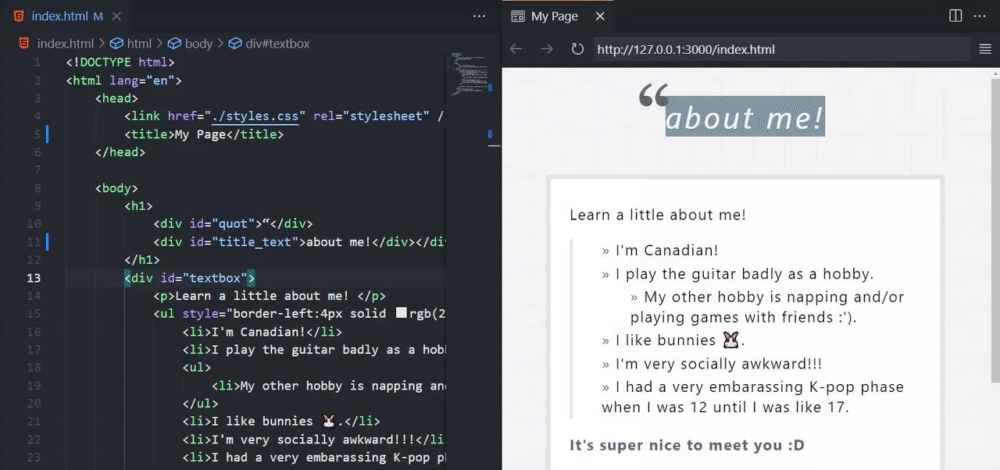 index.html M
index.html > html > body > div#textbox
1 <!DOCTYPE html>
2 <html lang="en">
3 <head>
4 <link href="./styles.css" rel="stylesheet" /
5 <title>My Page</title>
6 </head>
7
8 <body>
9 <h1>
10 <div id="quot">“</div>
11 <div id="title_text">about me!</div></di
12 </h1>
13 <div id="textbox">
14 <p>Learn a little about me! </p>
15 <ul style="border-left:4px solid rgb(2
16 <li>I'm Canadian!</li>
17 <li>I play the guitar badly as a hob
18 <ul>
19 <li>My other hobby is napping an
20 </ul>
21 <li>I like bunnies 🐰.</li>
22 <li>I'm very socially awkward!!!</li
23 <li>I had a very embarassing K-pop p
My Page
http://127.0.0.1:3000/index.html
“
about me!
Learn a little about me!
» I'm Canadian!
» I play the guitar badly as a hobby.
» My other hobby is napping and/or
playing games with friends :').
» I like bunnies 🐰.
» I'm very socially awkward!!!
» I had a very embarassing K-pop phase
when I was 12 until I was like 17.
It's super nice to meet you :D